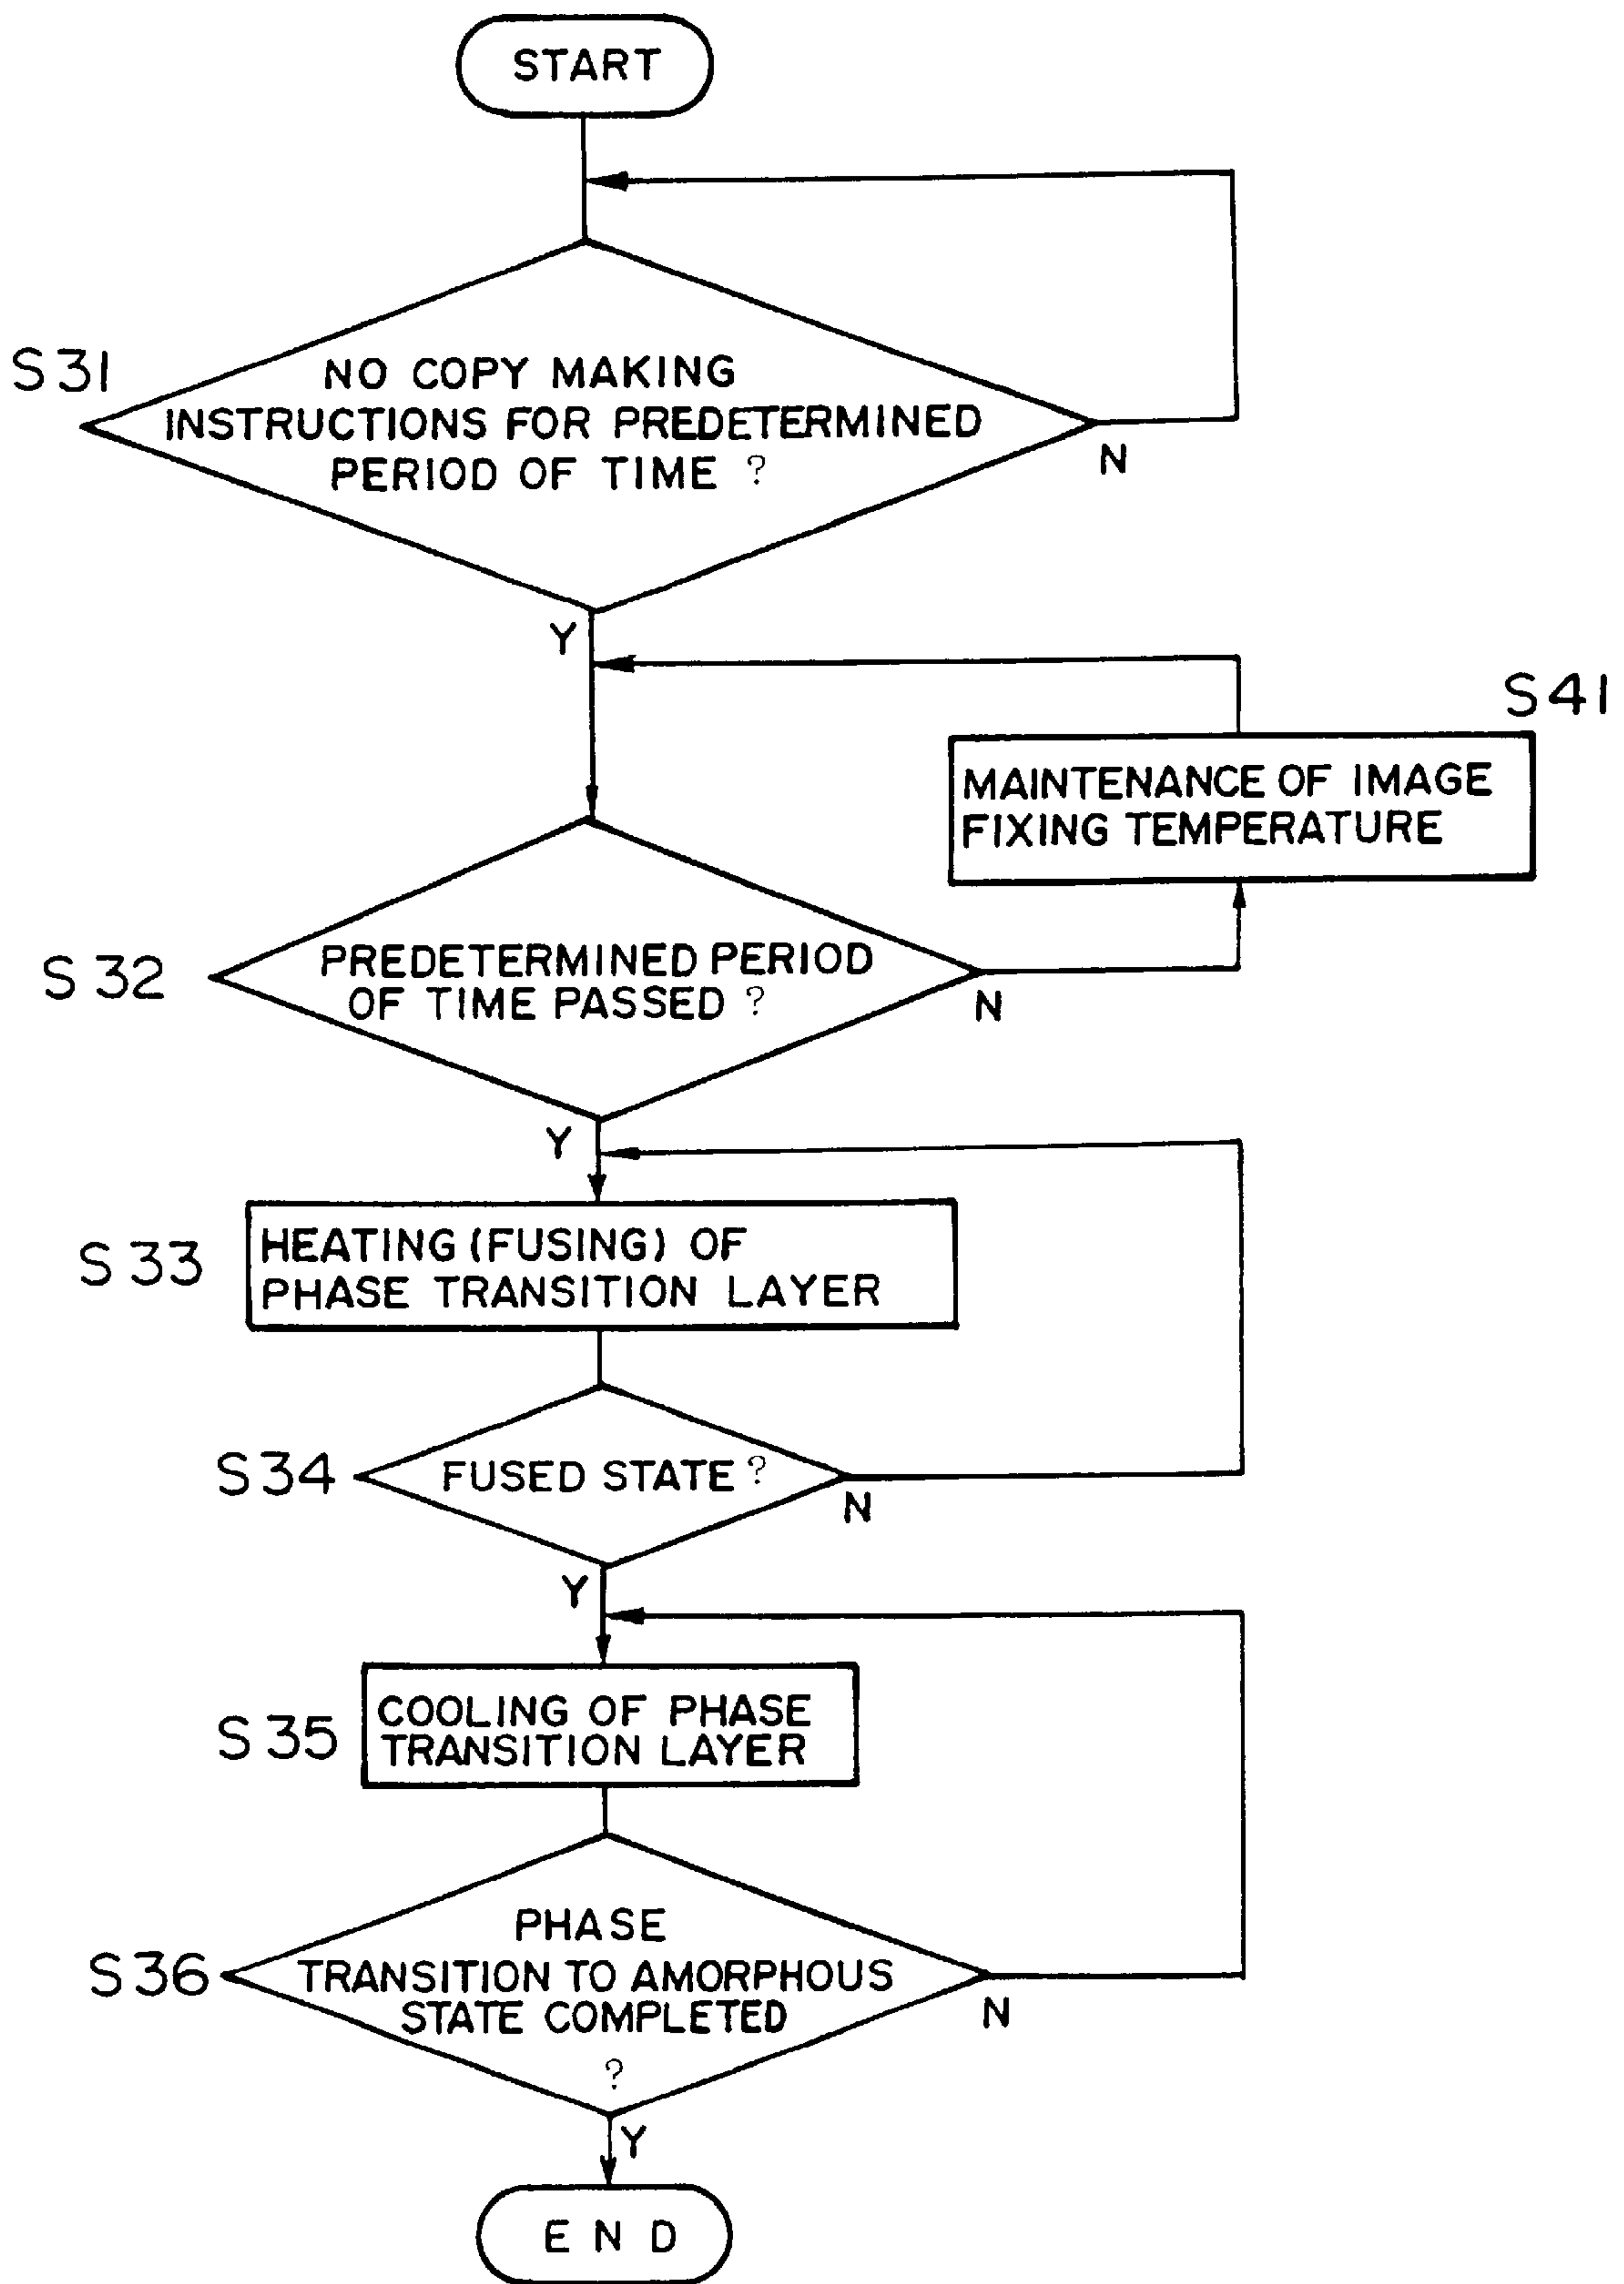 START
S31
NO COPY MAKING
INSTRUCTIONS FOR PREDETERMINED
PERIOD OF TIME ?
N
Y
S41
MAINTENANCE OF IMAGE
FIXING TEMPERATURE
S32
PREDETERMINED PERIOD
OF TIME PASSED ?
N
Y
S33
HEATING (FUSING) OF
PHASE TRANSITION LAYER
S34
FUSED STATE ?
N
Y
S35
COOLING OF PHASE
TRANSITION LAYER
S36
PHASE
TRANSITION TO AMORPHOUS
STATE COMPLETED
?
N
Y
END